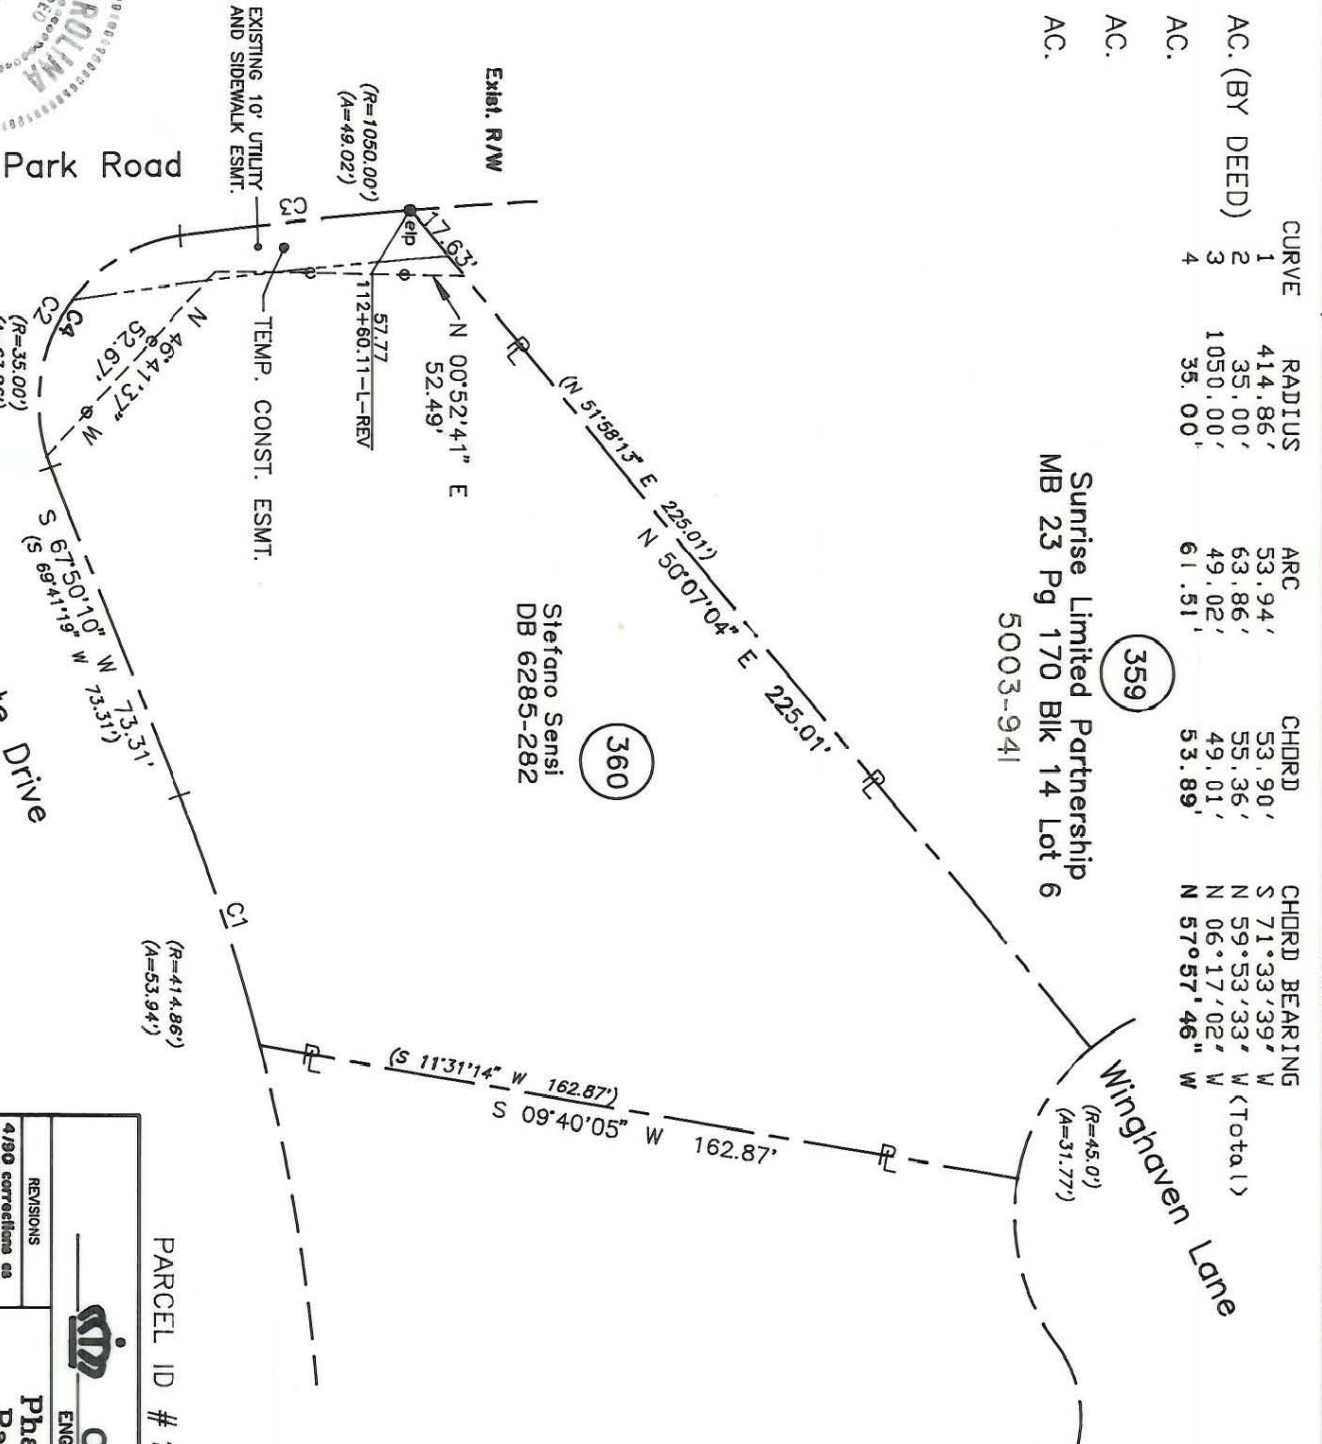 CURVE RADIUS ARC CHORD CHORD BEARING
1 414.86' 53.94' 53.90' S 71°33'39" W
2 35.00' 63.86' 55.36' N 59°53'33" W (Total)
3 1050.00' 49.02' 49.01' N 06°17'02" W
4 35.00' 61.51' 53.89' N 57°57'46" W
AC. (BY DEED)
AC.
AC.
AC.
359
Sunrise Limited Partnership
MB 23 Pg 170 Blk 14 Lot 6
5003-941
Winghaven Lane
(R=45.0')
(A=31.77')
PL
PL
(N 51°58'13" E 225.01')
N 50°07'04" E 225.01'
360
Stefano Sensi
DB 6285-282
Exist. R/W
17.63'
eip
N 00°52'41" E
52.49'
57.77
112+60.11-L-REV
(R=1050.00')
(A=49.02')
C3
TEMP. CONST. ESMT.
EXISTING 10' UTILITY
AND SIDEWALK ESMT.
Park Road
ROLINA
N 46°41'37" W
52.67'
C4
C2
(R=35.00')
S 67°50'10" W 73.31'
(S 69°41'19" W 73.31')
Drive
C1
(R=414.86')
(A=53.94')
PL
PL
(S 11°31'14" W 162.87')
S 09°40'05" W 162.87'
PARCEL ID #
REVISIONS
4/90 corrections as
ENG
Pha